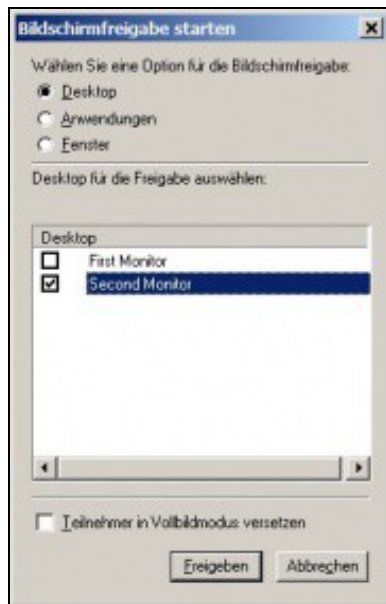 Bildschirmfreigabe starten
Wählen Sie eine Option für die Bildschirmfreigabe:
Desktop
Anwendungen
Fenster
Desktop für die Freigabe auswählen:
Desktop
First Monitor
Second Monitor
Teilnehmer in Vollbildmodus versetzen
Freigeben Abbrechen